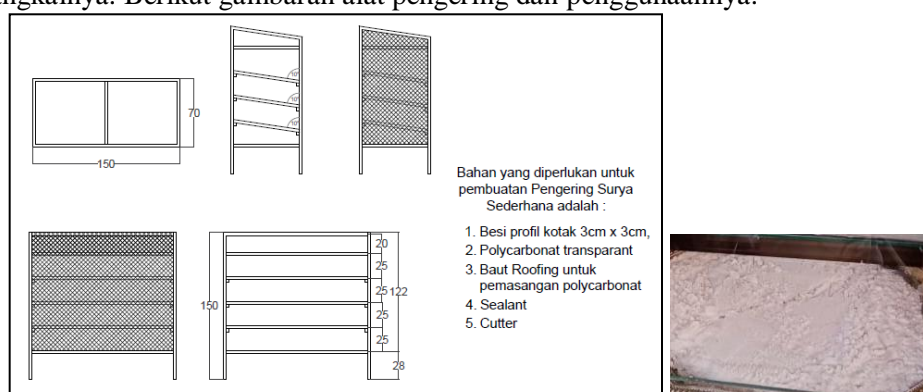 ngkainya. Berikut gambaran alat pengering dan penggunaannya.
70
150
10°
10°
10°
Bahan yang diperlukan untuk
pembuatan Pengering Surya
Sederhana adalah :
1. Besi profil kotak 3cm x 3cm,
2. Polycarbonat transparant
3. Baut Roofing untuk
pemasangan polycarbonat
4. Sealant
5. Cutter
150
20
25
25
122
25
25
28